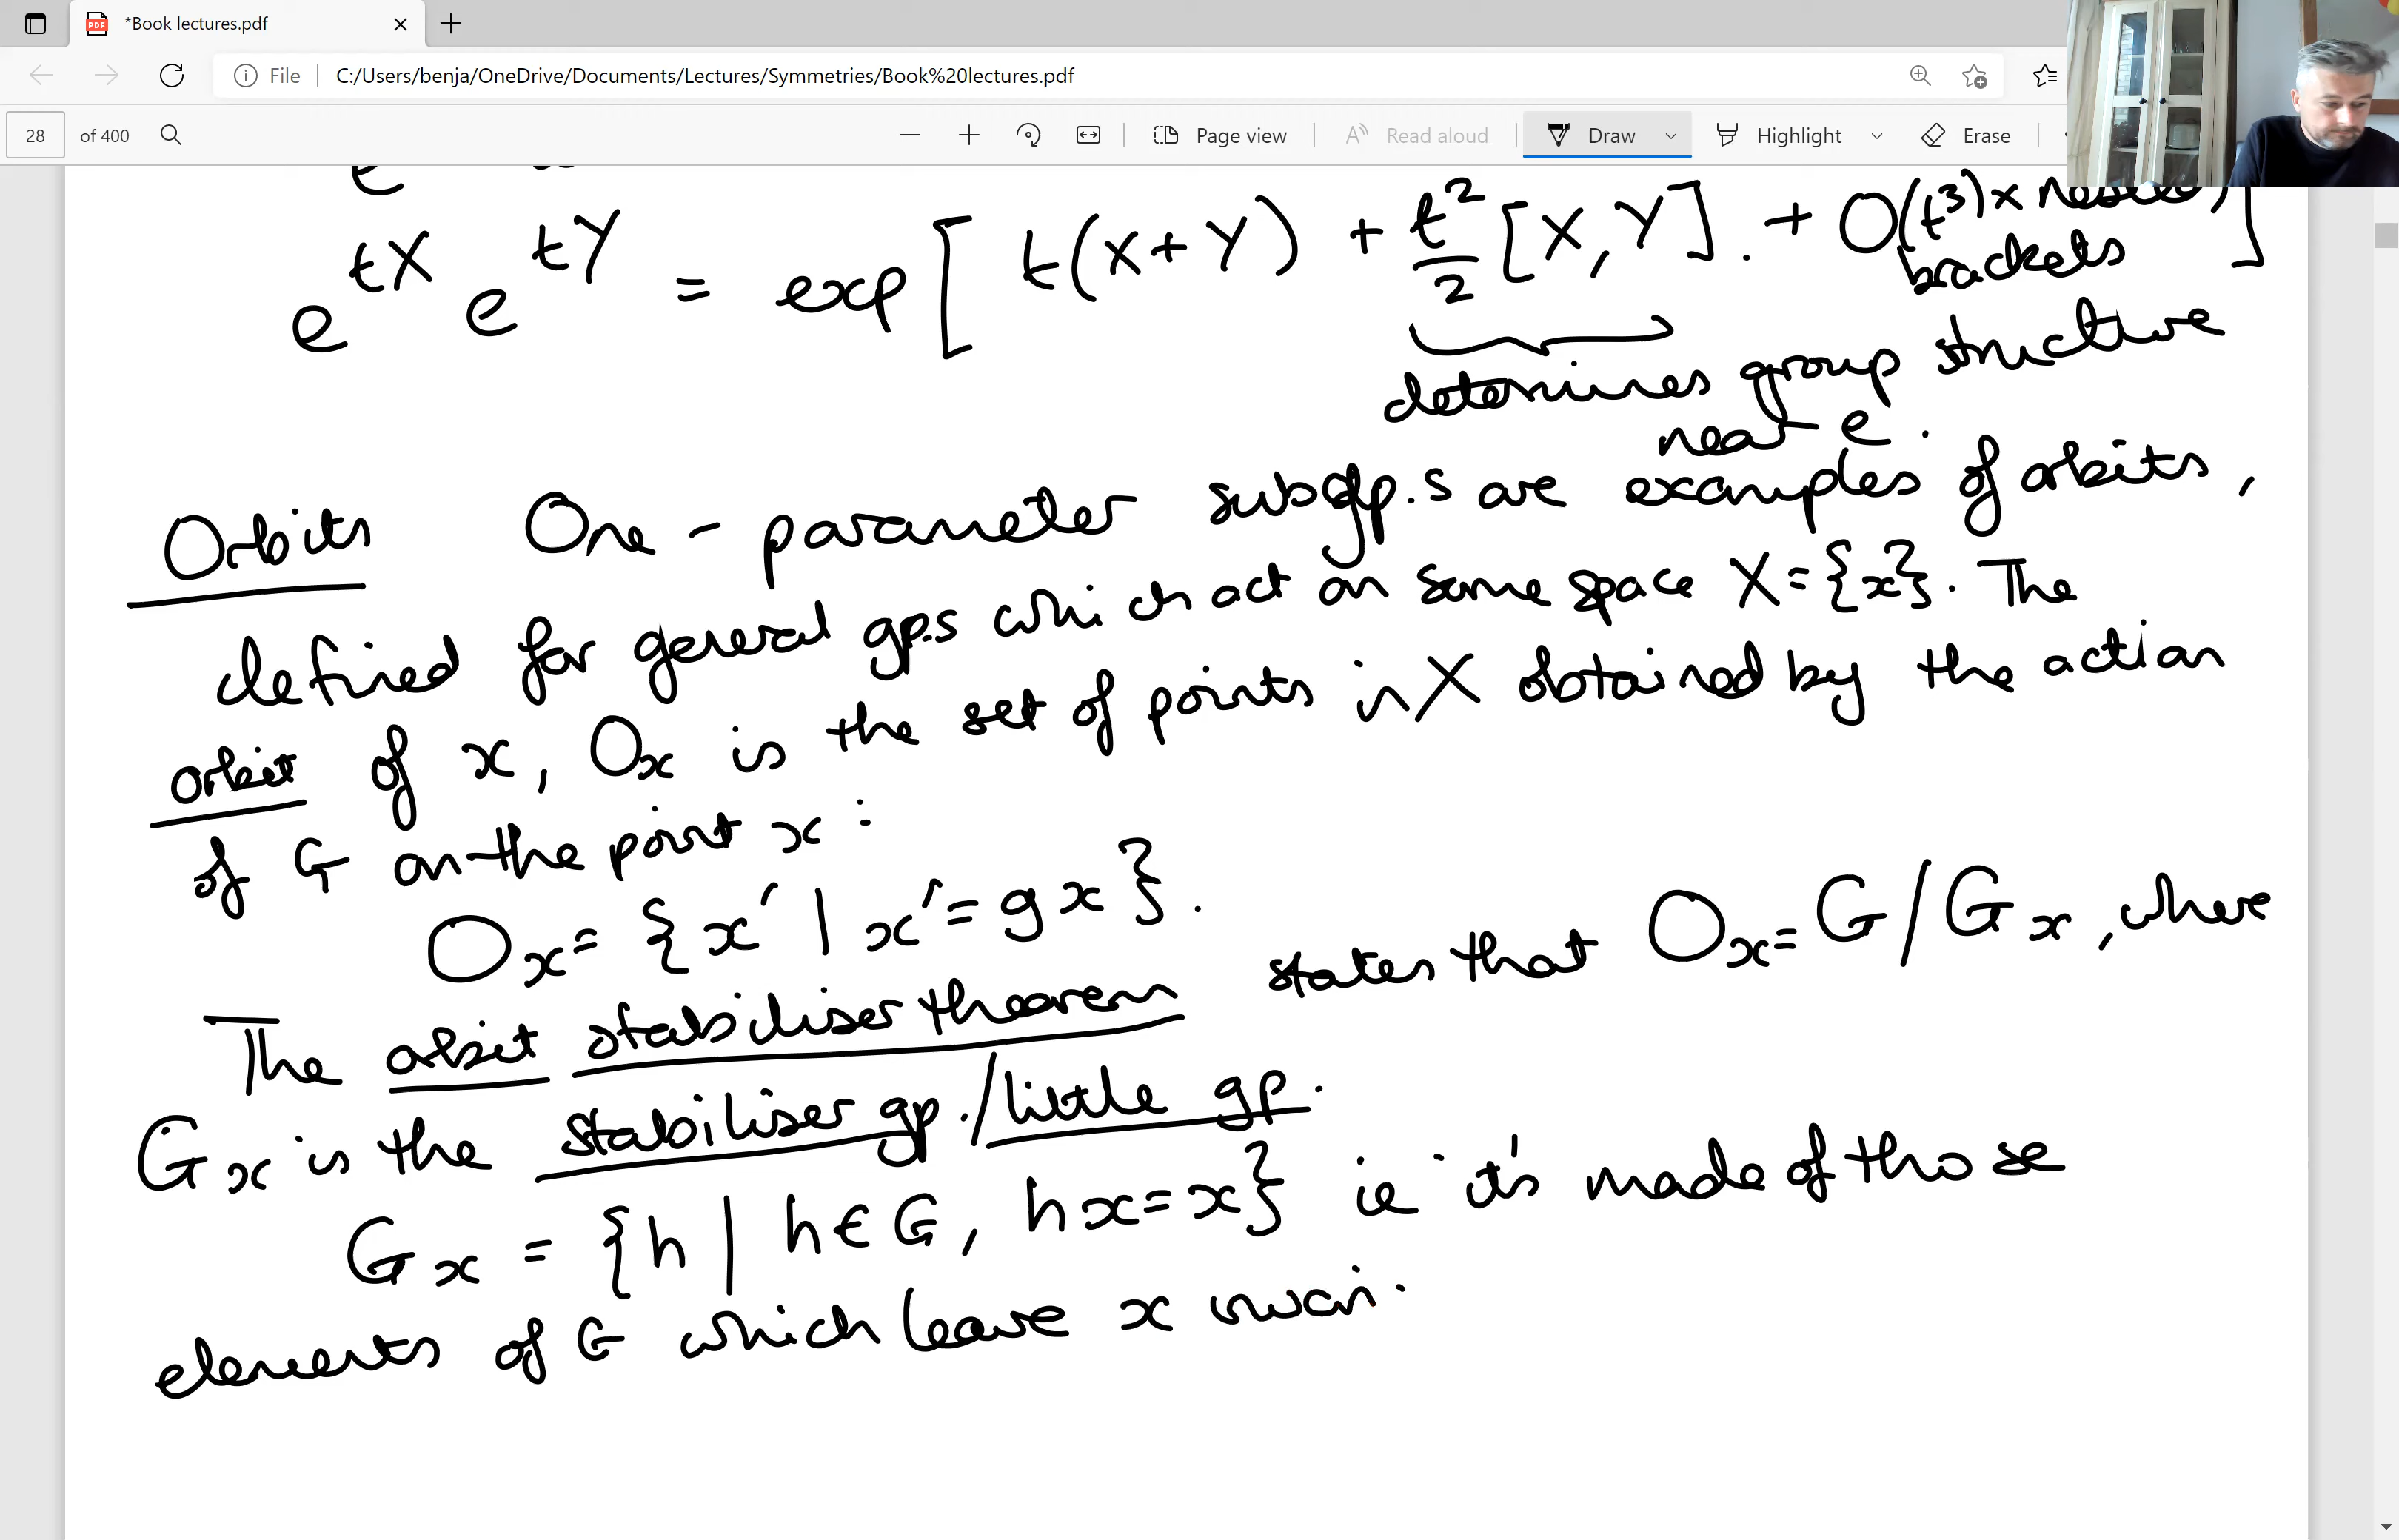 *Book lectures.pdf
File C:/Users/benja/OneDrive/Documents/Lectures/Symmetries/Book%20lectures.pdf
28 of 400 Page view Read aloud Draw Highlight Erase
e^{tX} e^{tY} = exp[ t(X+Y) + t²/2 [X,Y]. + O(t³) x
brackets ]
determines group structure
near e.
Orbits One-parameter subgp.s are examples of orbits,
defined for general gps which act on some space X={x}. The
orbit of x, O_x is the set of points in X obtained by the action
of G on the point x:
O_x = {x′ | x′ = gx}.
The orbit stabiliser theorem states that O_x = G/G_x, where
G_x is the stabiliser gp./little gp.
G_x = {h | h∈G, hx=x} ie it's made of those
elements of G which leave x invari.